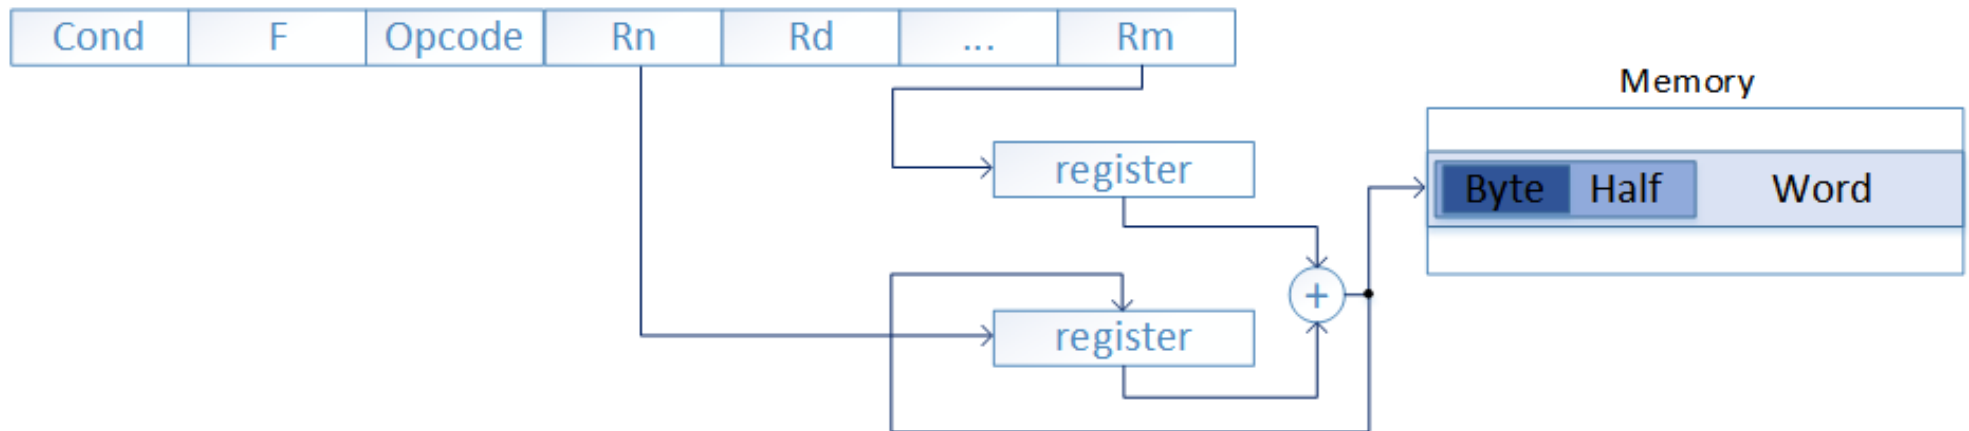 Cond F Opcode Rn Rd ... Rm
Memory
register
Byte Half Word
+
register